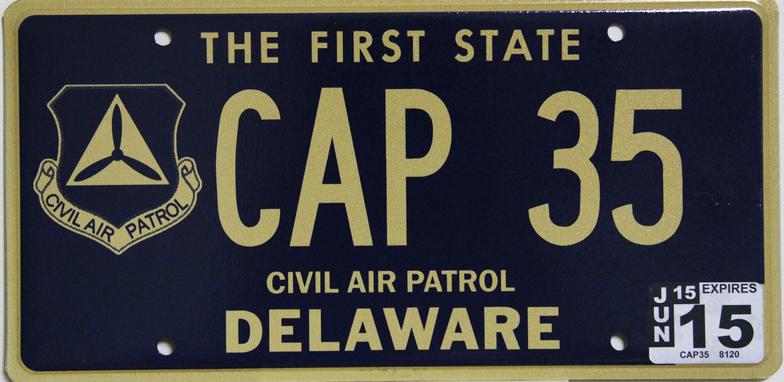 THE FIRST STATE
CAP 35
CIVIL AIR PATROL
CIVIL AIR PATROL
DELAWARE
JUN 15 EXPIRES
15
CAP35 8120